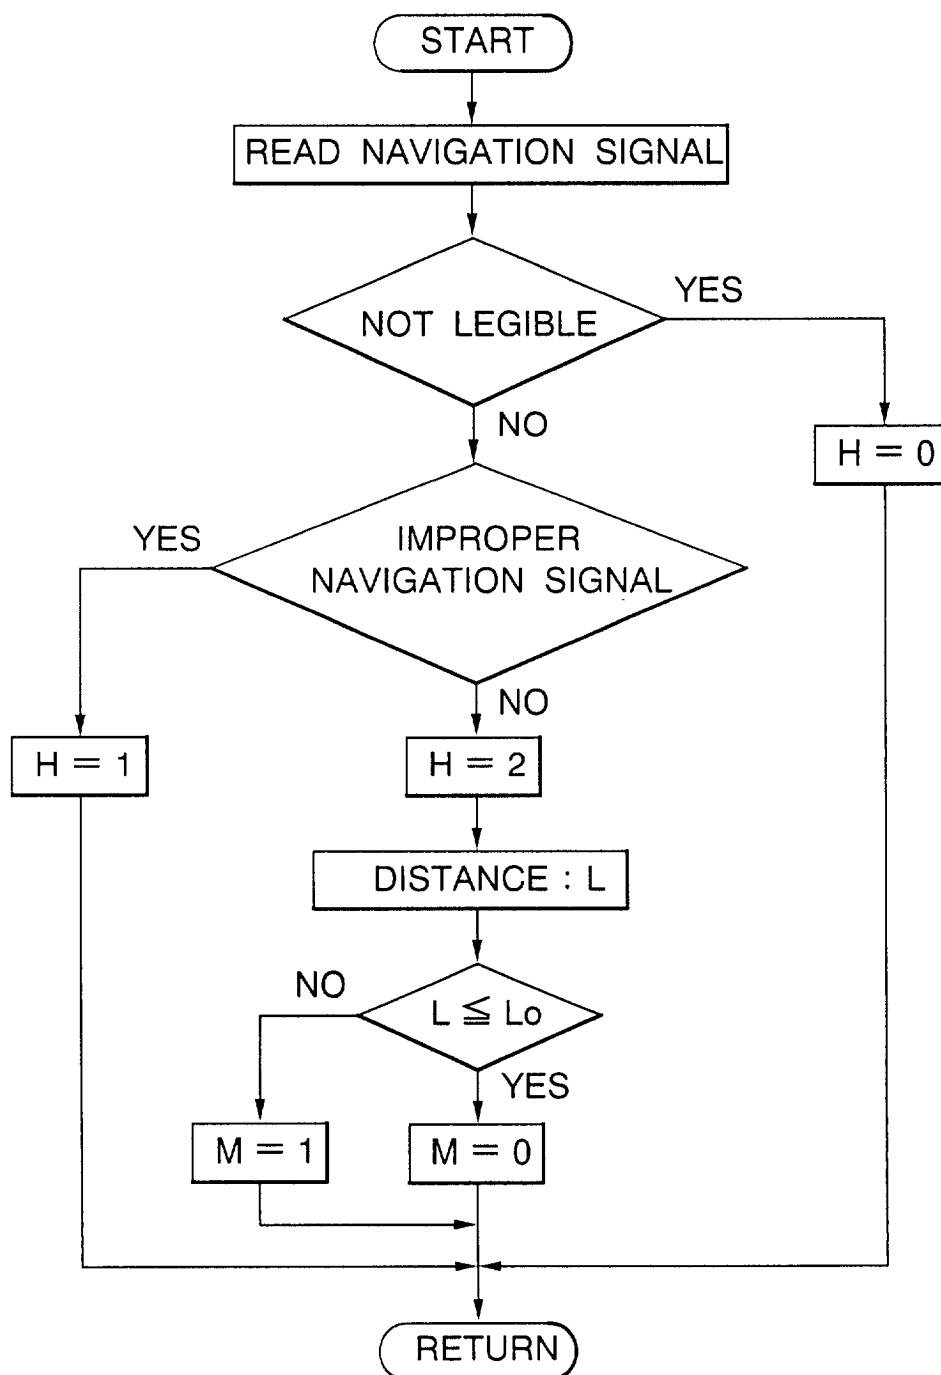 START
READ NAVIGATION SIGNAL
NOT LEGIBLE
YES
NO
H = 0
IMPROPER
NAVIGATION SIGNAL
YES
NO
H = 1
H = 2
DISTANCE : L
L ≦ Lo
NO
YES
M = 1
M = 0
RETURN